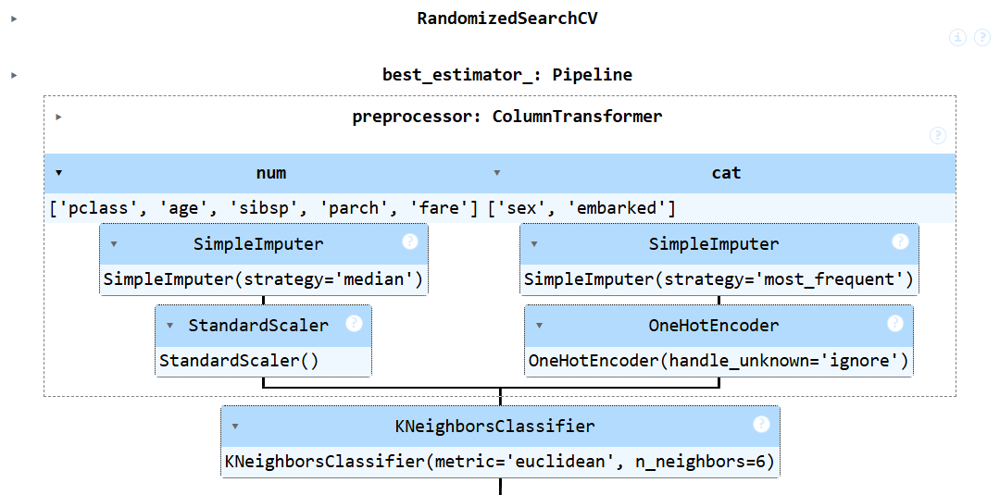 RandomizedSearchCV
i ?
best_estimator_: Pipeline
preprocessor: ColumnTransformer
?
num cat
['pclass', 'age', 'sibsp', 'parch', 'fare'] ['sex', 'embarked']
SimpleImputer ? SimpleImputer ?
SimpleImputer(strategy='median') SimpleImputer(strategy='most_frequent')
StandardScaler ? OneHotEncoder ?
StandardScaler() OneHotEncoder(handle_unknown='ignore')
KNeighborsClassifier ?
KNeighborsClassifier(metric='euclidean', n_neighbors=6)